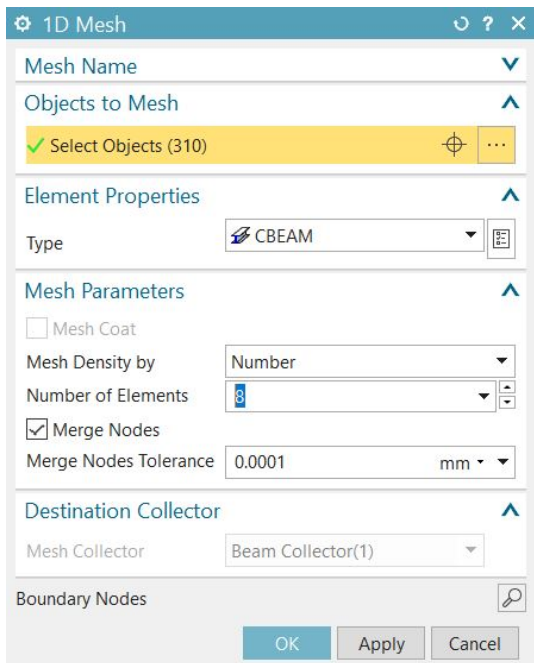 1D Mesh
Mesh Name
Objects to Mesh
Select Objects (310)
Element Properties
Type CBEAM
Mesh Parameters
Mesh Coat
Mesh Density by Number
Number of Elements 8
Merge Nodes
Merge Nodes Tolerance 0.0001 mm
Destination Collector
Mesh Collector Beam Collector(1)
Boundary Nodes
OK Apply Cancel